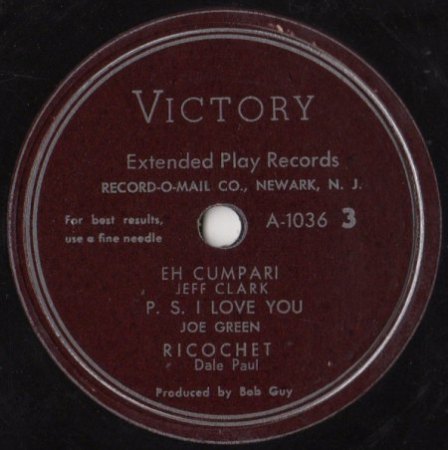 VICTORY
Extended Play Records
RECORD-O-MAIL CO., NEWARK, N. J.
For best results,
use a fine needle
A-1036 3
EH CUMPARI
JEFF CLARK
P. S. I LOVE YOU
JOE GREEN
RICOCHET
Dale Paul
Produced by Bob Guy